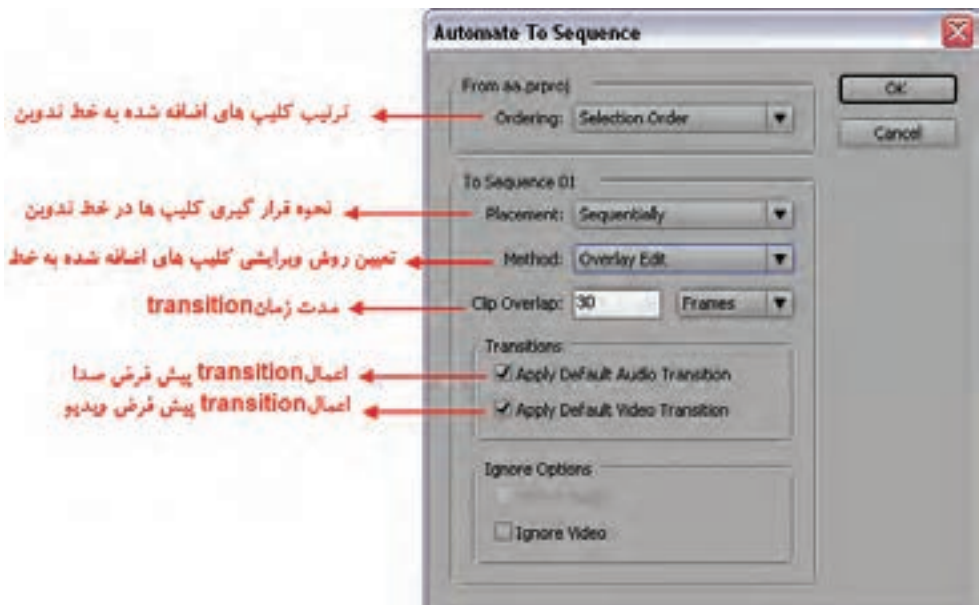 Automate To Sequence
From aa.prproj
OK
ترتیب کلیپ های اضافه شده به خط تدوین
Ordering: Selection Order
Cancel
To Sequence 01
نحوه قرار گیری کلیپ ها در خط تدوین
Placement: Sequentially
تعیین روش ویرایشی کلیپ های اضافه شده به خط
Method: Overlay Edit
مدت زمان transition
Clip Overlap: 30 Frames
Transitions
اعمال transition پیش فرض صدا
Apply Default Audio Transition
اعمال transition پیش فرض ویدیو
Apply Default Video Transition
Ignore Options
Ignore Video